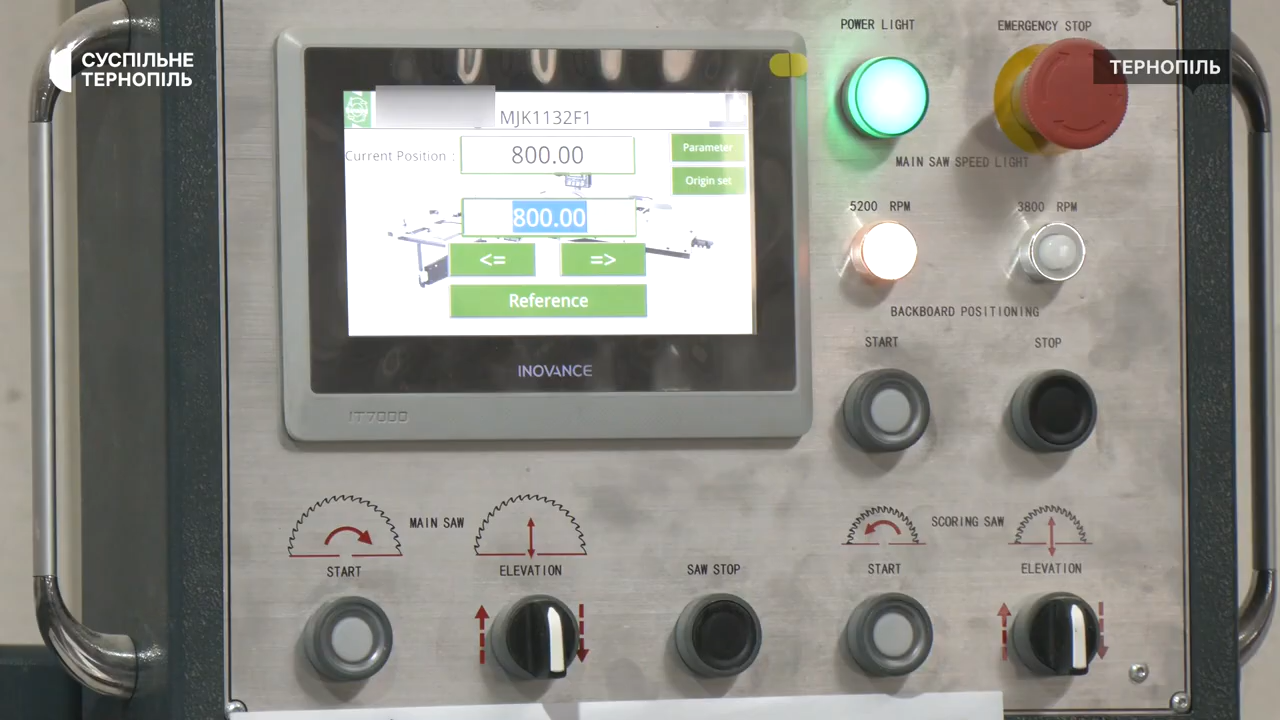 СУСПІЛЬНЕ
ТЕРНОПІЛЬ
ТЕРНОПІЛЬ
POWER LIGHT
EMERGENCY STOP
MJK1132F1
Current Position :
800.00
Parameter
Origin set
800.00
<=
=>
Reference
INOVANCE
IT7000
MAIN SAW SPEED LIGHT
5200 RPM
3800 RPM
BACKBOARD POSITIONING
START
STOP
MAIN SAW
START
ELEVATION
SAW STOP
SCORING SAW
START
ELEVATION